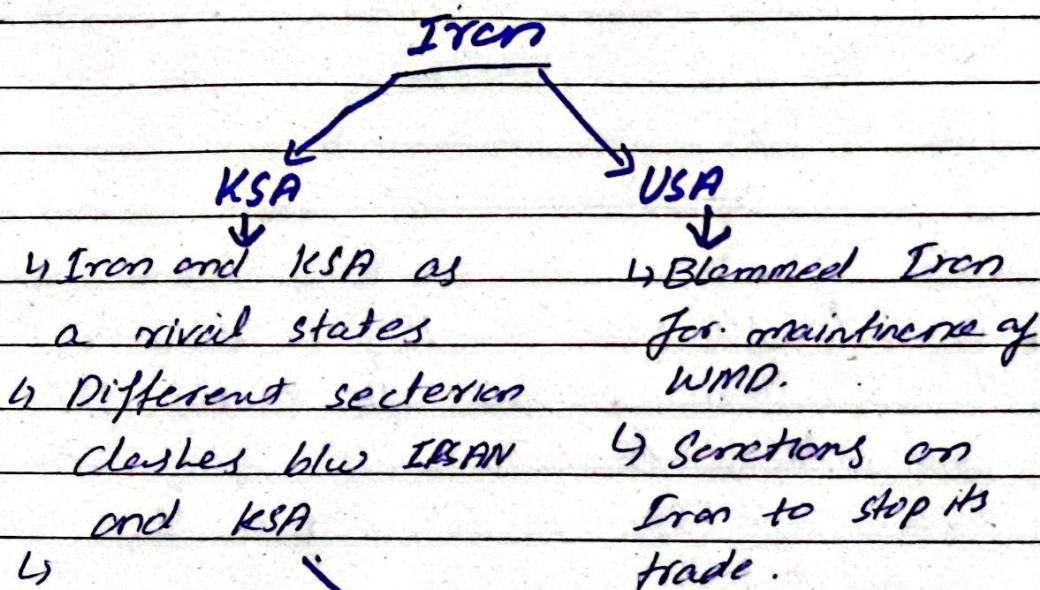 Iran
KSA
USA
↳ Iran and KSA as
a rival states
↳ Different secterian
clashes b/w IRSAN
and KSA
↳
↳ Blammed Iran
for maintinence of
WMD.
↳ Sanctions on
Iran to stop its
trade.